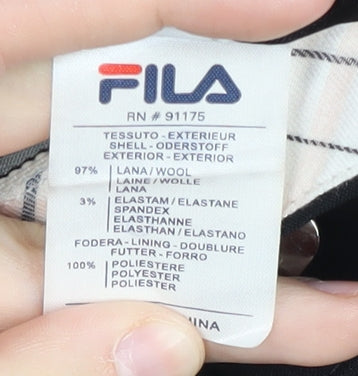 FILA
RN # 91175
TESSUTO - EXTERIEUR
SHELL - ODERSTOFF
EXTERIOR - EXTERIOR
97% LANA / WOOL
LAINE / WOLLE
LANA
3% ELASTAM / ELASTANE
SPANDEX
ELASTHANNE
ELASTHAN / ELASTANO
FODERA - LINING - DOUBLURE
FUTTER - FORRO
100% POLIESTERE
POLYESTER
POLIESTER